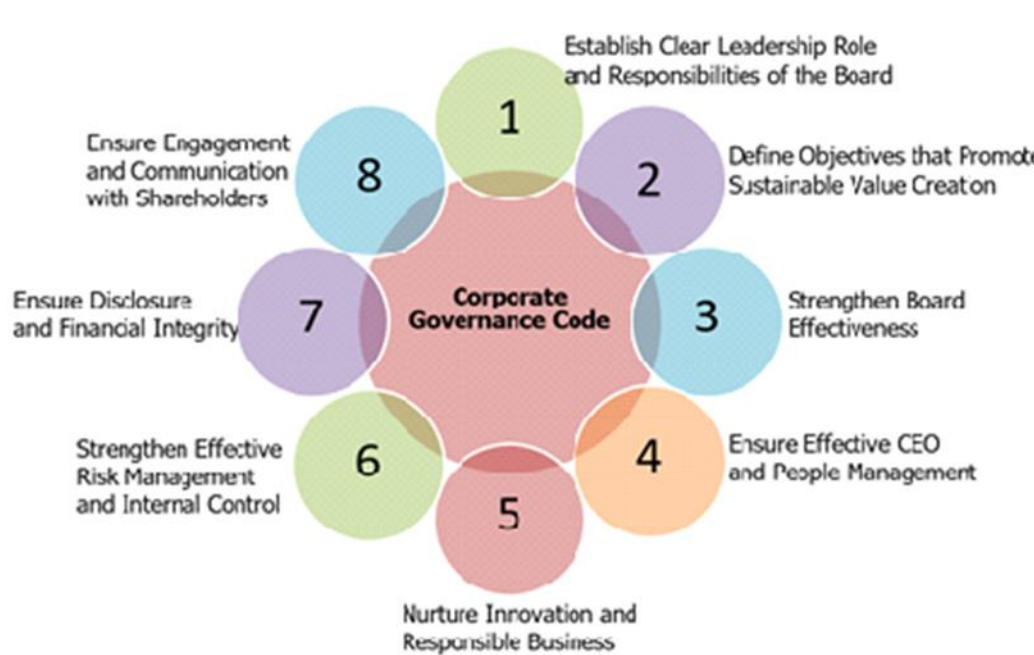 1
Establish Clear Leadership Role
and Responsibilities of the Board
2
Define Objectives that Promote
Sustainable Value Creation
3
Strengthen Board
Effectiveness
4
Ensure Effective CEO
and People Management
5
Nurture Innovation and
Responsible Business
6
Strengthen Effective
Risk Management
and Internal Control
7
Ensure Disclosure
and Financial Integrity
8
Ensure Engagement
and Communication
with Shareholders
Corporate
Governance Code